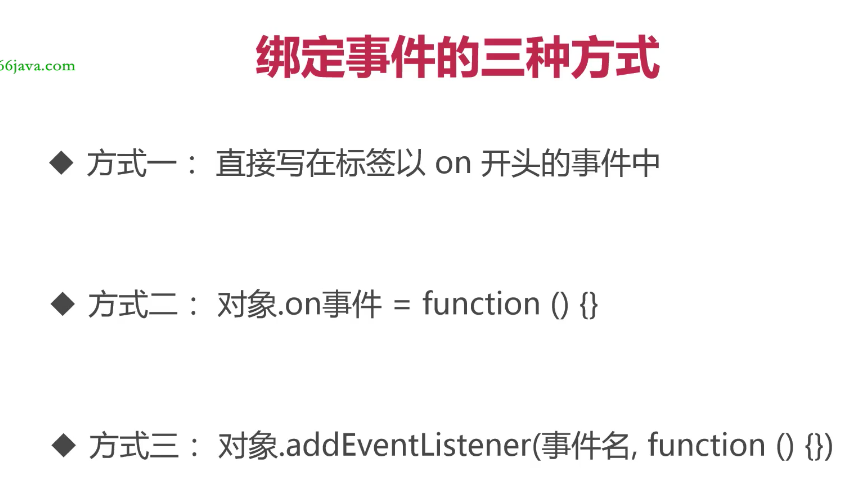 绑定事件的三种方式
66java.com
◆ 方式一： 直接写在标签以 on 开头的事件中
◆ 方式二： 对象.on事件 = function () {}
◆ 方式三： 对象.addEventListener(事件名, function () {})